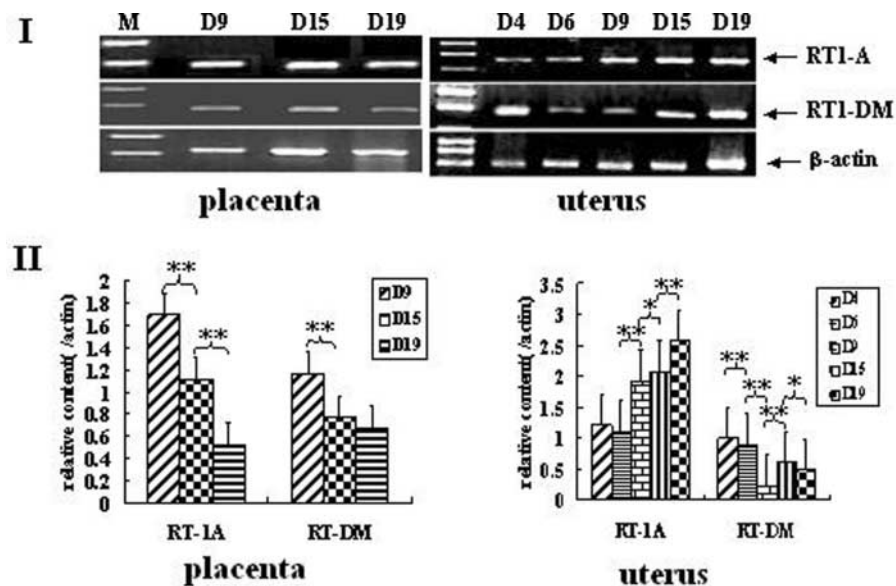 I
M D9 D15 D19
D4 D6 D9 D15 D19
RT1-A
RT1-DM
β-actin
placenta
uterus
II
relative content( /actin)
2
1.8
1.6
1.4
1.2
1
0.8
0.6
0.4
0.2
0
** **
**
D9
D15
D19
RT-1A RT-DM
placenta
relative content( /actin)
3.5
3
2.5
2
1.5
1
0.5
0
** * **
** ** ** *
D9
D15
D19
RT-1A RT-DM
uterus